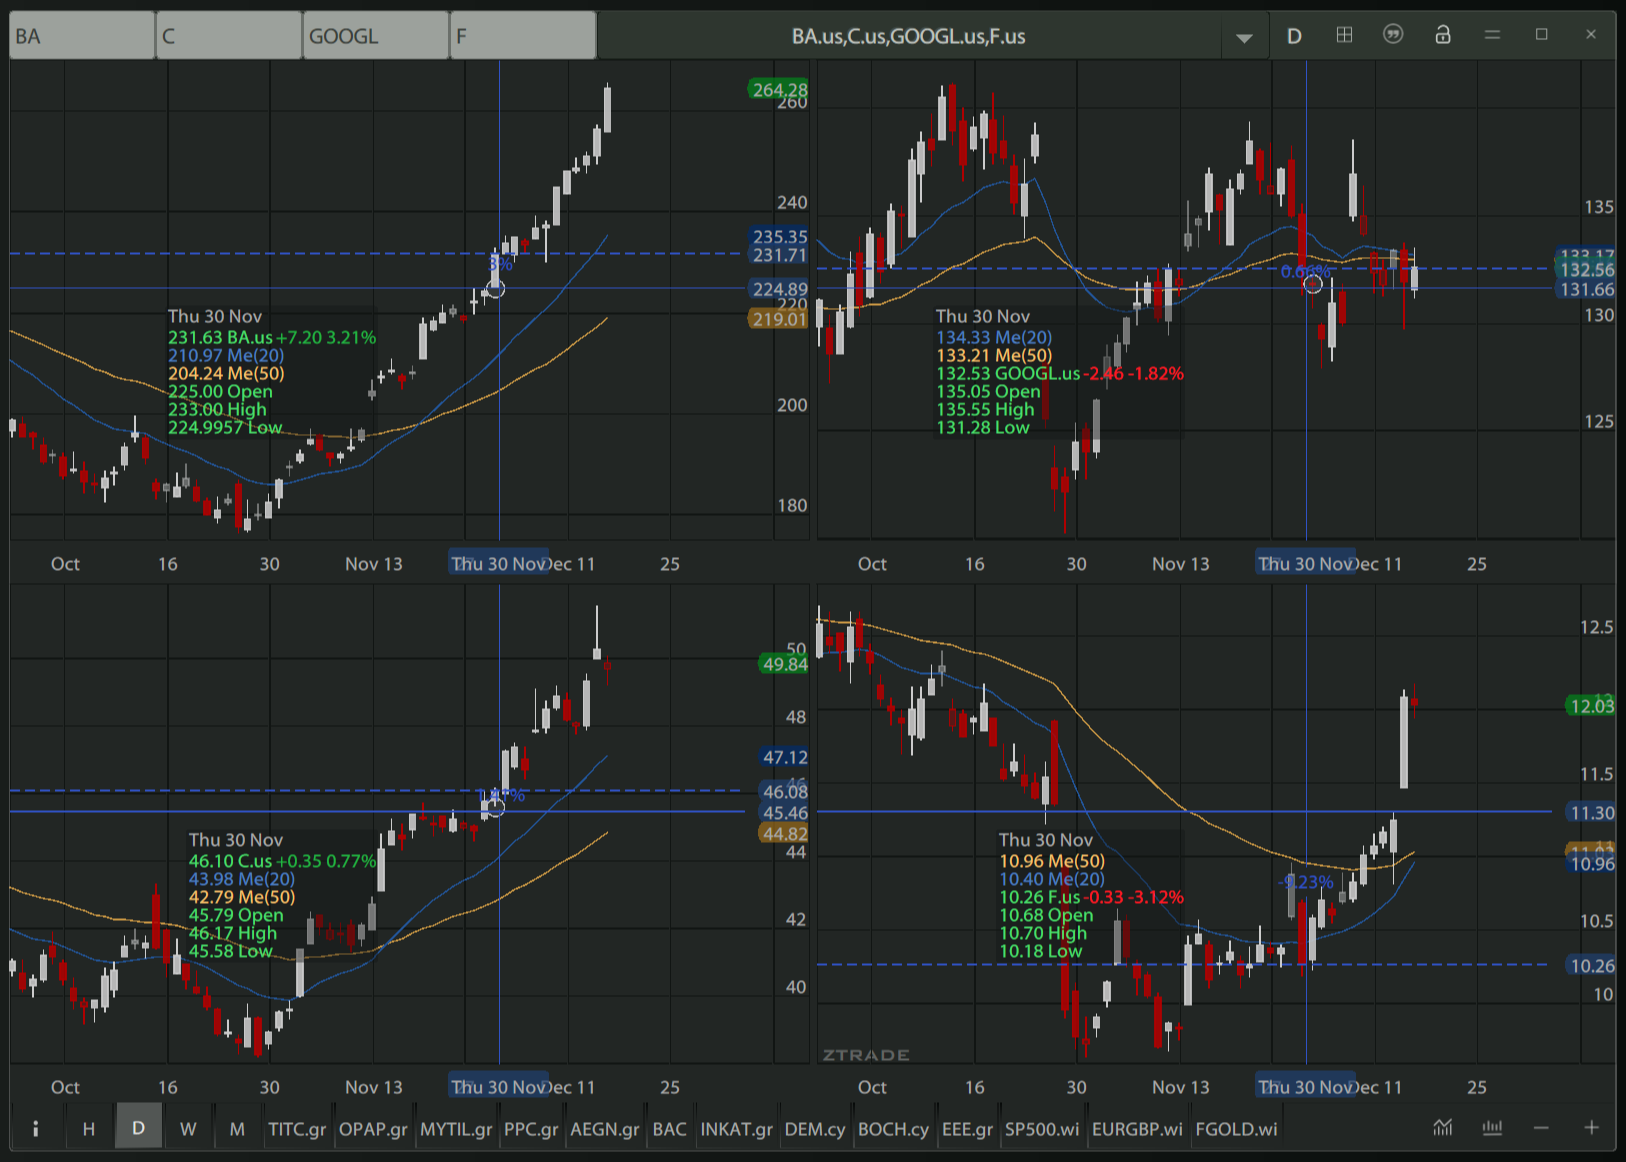 BA C GOOGL F BA.us,C.us,GOOGL.us,F.us D
264.28
260
240
235.35
231.71
3%
224.89
220
219.01
200
180
Thu 30 Nov
231.63 BA.us +7.20 3.21%
210.97 Me(20)
204.24 Me(50)
225.00 Open
233.00 High
224.9957 Low
Oct 16 30 Nov 13 Thu 30 Nov Dec 11 25
135
133.17
132.56
0.66%
131.66
130
125
Thu 30 Nov
134.33 Me(20)
133.21 Me(50)
132.53 GOOGL.us -2.46 -1.82%
135.05 Open
135.55 High
131.28 Low
Oct 16 30 Nov 13 Thu 30 Nov Dec 11 25
50
49.84
48
47.12
46
46.08
45.46
44.82
44
42
40
Thu 30 Nov
46.10 C.us +0.35 0.77%
43.98 Me(20)
42.79 Me(50)
45.79 Open
46.17 High
45.58 Low
Oct 16 30 Nov 13 Thu 30 Nov Dec 11 25
12.5
12.03
11.5
11.30
10.96
-9.23%
10.5
10.26
10
Thu 30 Nov
10.96 Me(50)
10.40 Me(20)
10.26 F.us -0.33 -3.12%
10.68 Open
10.70 High
10.18 Low
ZTRADE
Oct 16 30 Nov 13 Thu 30 Nov Dec 11 25
i H D W M TITC.gr OPAP.gr MYTIL.gr PPC.gr AEGN.gr BAC INKAT.gr DEM.cy BOCH.cy EEE.gr SP500.wi EURGBP.wi FGOLD.wi